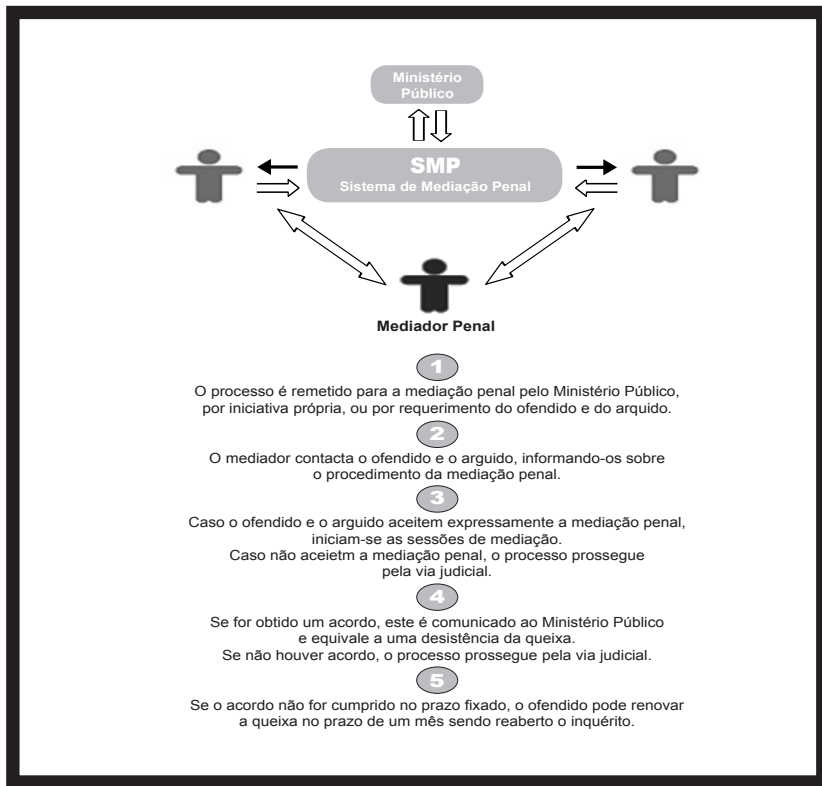 Ministério
Público
SMP
Sistema de Mediação Penal
Mediador Penal
1
O processo é remetido para a mediação penal pelo Ministério Público,
por iniciativa própria, ou por requerimento do ofendido e do arquido.
2
O mediador contacta o ofendido e o arguido, informando-os sobre
o procedimento da mediação penal.
3
Caso o ofendido e o arguido aceitem expressamente a mediação penal,
iniciam-se as sessões de mediação.
Caso não aceietm a mediação penal, o processo prossegue
pela via judicial.
4
Se for obtido um acordo, este é comunicado ao Ministério Público
e equivale a uma desistência da queixa.
Se não houver acordo, o processo prossegue pela via judicial.
5
Se o acordo não for cumprido no prazo fixado, o ofendido pode renovar
a queixa no prazo de um mês sendo reaberto o inquérito.